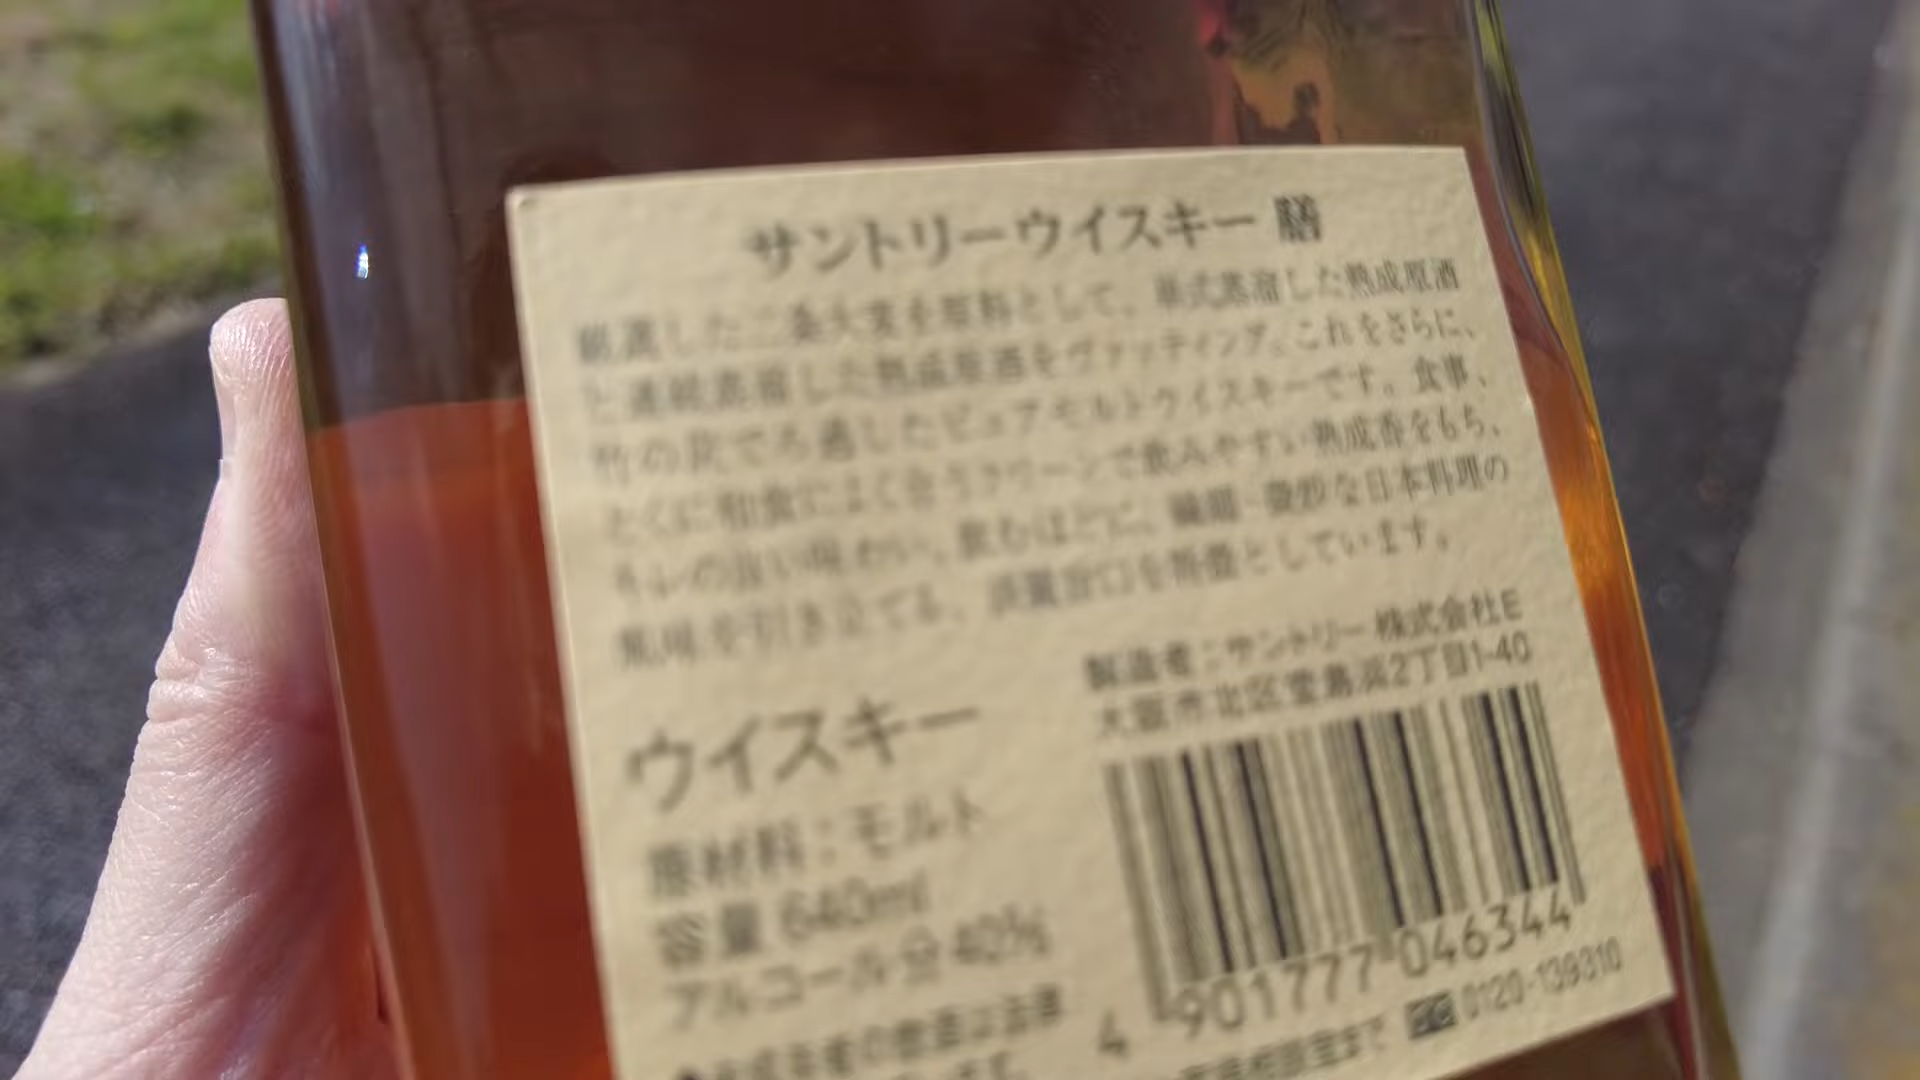 サントリーウイスキー 膳
厳選した二条大麦を原料として、単式蒸溜した熟成原酒
と連続蒸溜した熟成原酒をヴァッティング。これをさらに、
竹の炭でろ過したピュアモルトウイスキーです。食事、
とくに和食によく合うクリーンで飲みやすい熟成香をもち、
キレの良い味わい。飲むほどに、繊細・微妙な日本料理の
風味を引き立てる、淡麗旨口を特徴としています。
製造者:サントリー株式会社E
大阪市北区堂島浜2丁目1-40
ウイスキー
原材料:モルト
容量 640ml
アルコール分 40%
4 901777 046344
0120-139310